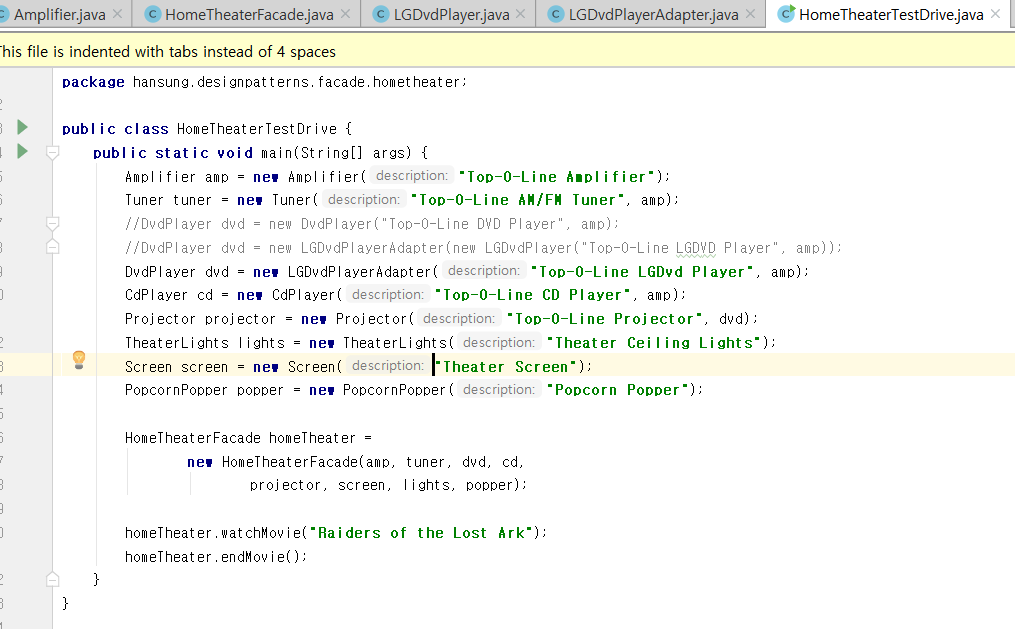 Amplifier.java × HomeTheaterFacade.java × LGDvdPlayer.java × LGDvdPlayerAdapter.java × HomeTheaterTestDrive.java ×
This file is indented with tabs instead of 4 spaces
package hansung.designpatterns.facade.hometheater;
public class HomeTheaterTestDrive {
public static void main(String[] args) {
Amplifier amp = new Amplifier( description: "Top-O-Line Amplifier");
Tuner tuner = new Tuner( description: "Top-O-Line AM/FM Tuner", amp);
//DvdPlayer dvd = new DvdPlayer("Top-O-Line DVD Player", amp);
//DvdPlayer dvd = new LGDvdPlayerAdapter(new LGDvdPlayer("Top-O-Line LGDVD Player", amp));
DvdPlayer dvd = new LGDvdPlayerAdapter( description: "Top-O-Line LGDvd Player", amp);
CdPlayer cd = new CdPlayer( description: "Top-O-Line CD Player", amp);
Projector projector = new Projector( description: "Top-O-Line Projector", dvd);
TheaterLights lights = new TheaterLights( description: "Theater Ceiling Lights");
Screen screen = new Screen( description: "Theater Screen");
PopcornPopper popper = new PopcornPopper( description: "Popcorn Popper");
HomeTheaterFacade homeTheater =
new HomeTheaterFacade(amp, tuner, dvd, cd,
projector, screen, lights, popper);
homeTheater.watchMovie("Raiders of the Lost Ark");
homeTheater.endMovie();
}
}